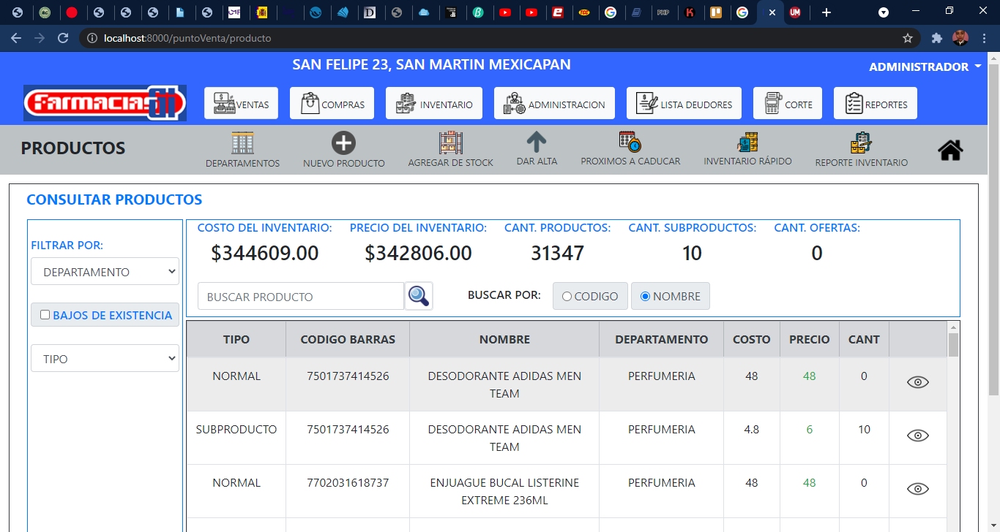 localhost:8000/puntoVenta/producto
SAN FELIPE 23, SAN MARTIN MEXICAPAN
ADMINISTRADOR
Farmacias
VENTAS
COMPRAS
INVENTARIO
ADMINISTRACION
LISTA DEUDORES
CORTE
REPORTES
PRODUCTOS
DEPARTAMENTOS
NUEVO PRODUCTO
AGREGAR DE STOCK
DAR ALTA
PROXIMOS A CADUCAR
INVENTARIO RÁPIDO
REPORTE INVENTARIO
CONSULTAR PRODUCTOS
FILTRAR POR:
DEPARTAMENTO
BAJOS DE EXISTENCIA
TIPO
COSTO DEL INVENTARIO: PRECIO DEL INVENTARIO: CANT. PRODUCTOS: CANT. SUBPRODUCTOS: CANT. OFERTAS:
$344609.00 $342806.00 31347 10 0
BUSCAR PRODUCTO
BUSCAR POR: CODIGO NOMBRE
TIPO CODIGO BARRAS NOMBRE DEPARTAMENTO COSTO PRECIO CANT
NORMAL 7501737414526 DESODORANTE ADIDAS MEN PERFUMERIA 48 48 0
TEAM
SUBPRODUCTO 7501737414526 DESODORANTE ADIDAS MEN PERFUMERIA 4.8 6 10
TEAM
NORMAL 7702031618737 ENJUAGUE BUCAL LISTERINE PERFUMERIA 48 48 0
EXTREME 236ML